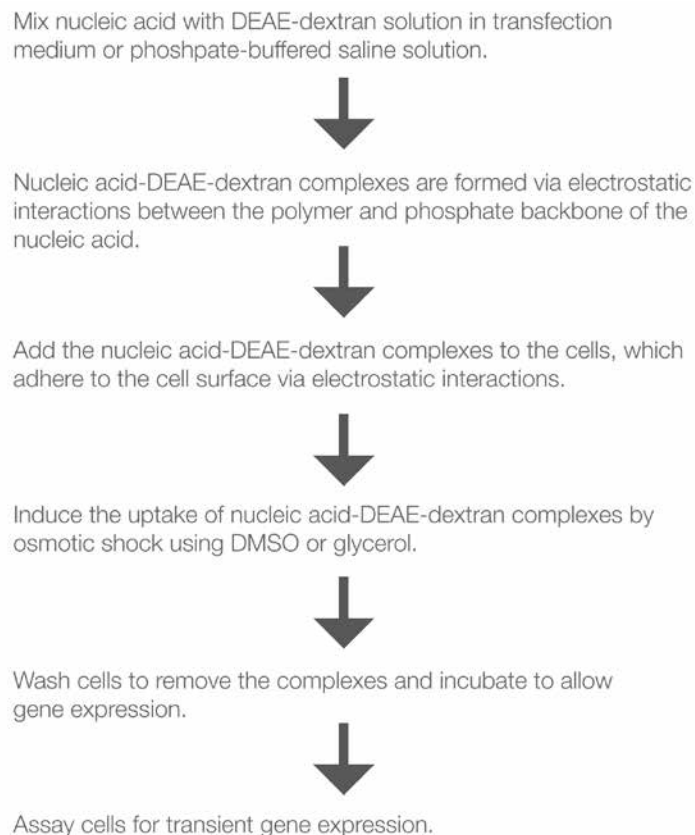 Mix nucleic acid with DEAE-dextran solution in transfection
medium or phoshpate-buffered saline solution.
Nucleic acid-DEAE-dextran complexes are formed via electrostatic
interactions between the polymer and phosphate backbone of the
nucleic acid.
Add the nucleic acid-DEAE-dextran complexes to the cells, which
adhere to the cell surface via electrostatic interactions.
Induce the uptake of nucleic acid-DEAE-dextran complexes by
osmotic shock using DMSO or glycerol.
Wash cells to remove the complexes and incubate to allow
gene expression.
Assay cells for transient gene expression.